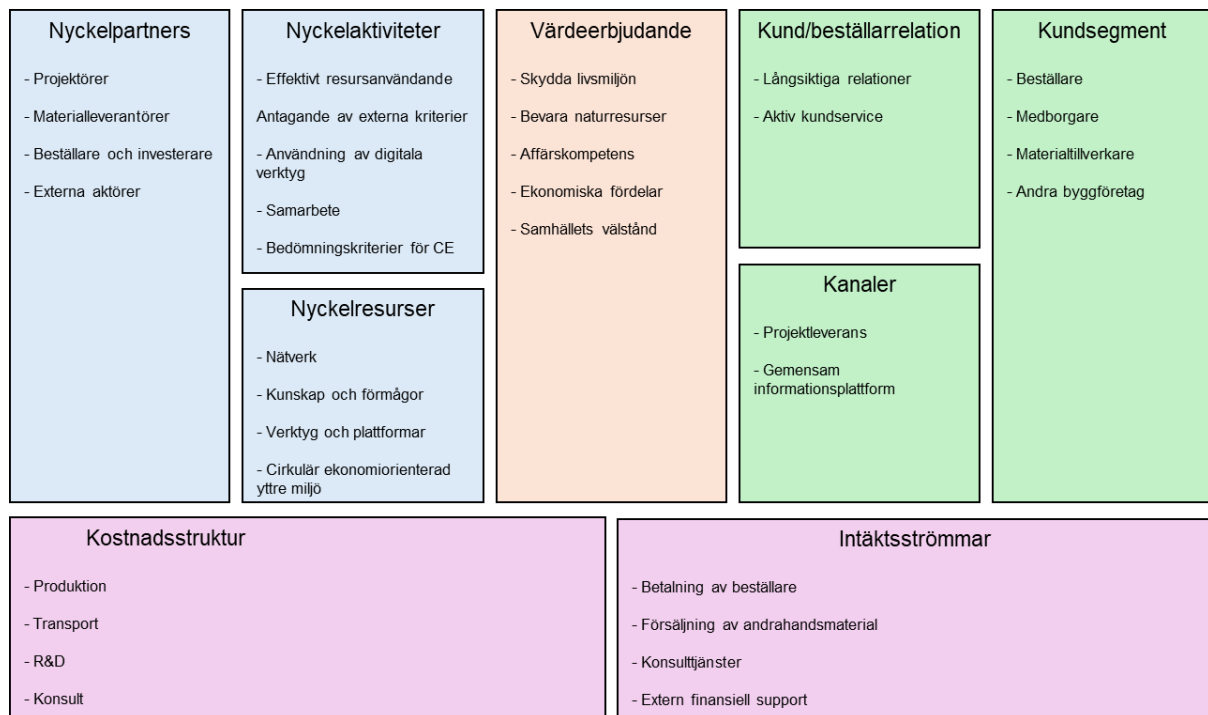 Nyckelpartners
- Projektörer
- Materialleverantörer
- Beställare och investerare
- Externa aktörer
Nyckelaktiviteter
- Effektivt resursanvändande
Antagande av externa kriterier
- Användning av digitala
verktyg
- Samarbete
- Bedömningskriterier för CE
Nyckelresurser
- Nätverk
- Kunskap och förmågor
- Verktyg och plattformar
- Cirkulär ekonomiorienterad
yttre miljö
Värdeerbjudande
- Skydda livsmiljön
- Bevara naturresurser
- Affärskompetens
- Ekonomiska fördelar
- Samhällets välstånd
Kund/beställarrelation
- Långsiktiga relationer
- Aktiv kundservice
Kanaler
- Projektleverans
- Gemensam
informationsplattform
Kundsegment
- Beställare
- Medborgare
- Materialtillverkare
- Andra byggföretag
Kostnadsstruktur
- Produktion
- Transport
- R&D
- Konsult
Intäktsströmmar
- Betalning av beställare
- Försäljning av andrahandsmaterial
- Konsulttjänster
- Extern finansiell support